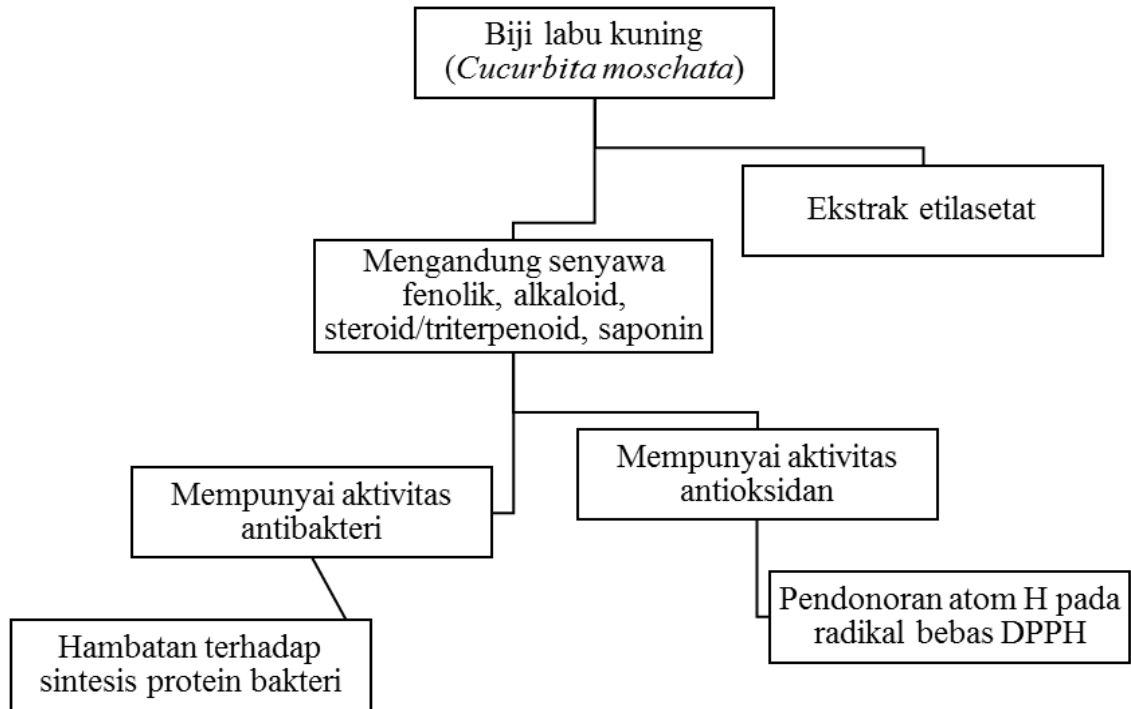 Biji labu kuning
(Cucurbita moschata)
Ekstrak etilasetat
Mengandung senyawa
fenolik, alkaloid,
steroid/triterpenoid, saponin
Mempunyai aktivitas
antioksidan
Mempunyai aktivitas
antibakteri
Pendonoran atom H pada
radikal bebas DPPH
Hambatan terhadap
sintesis protein bakteri